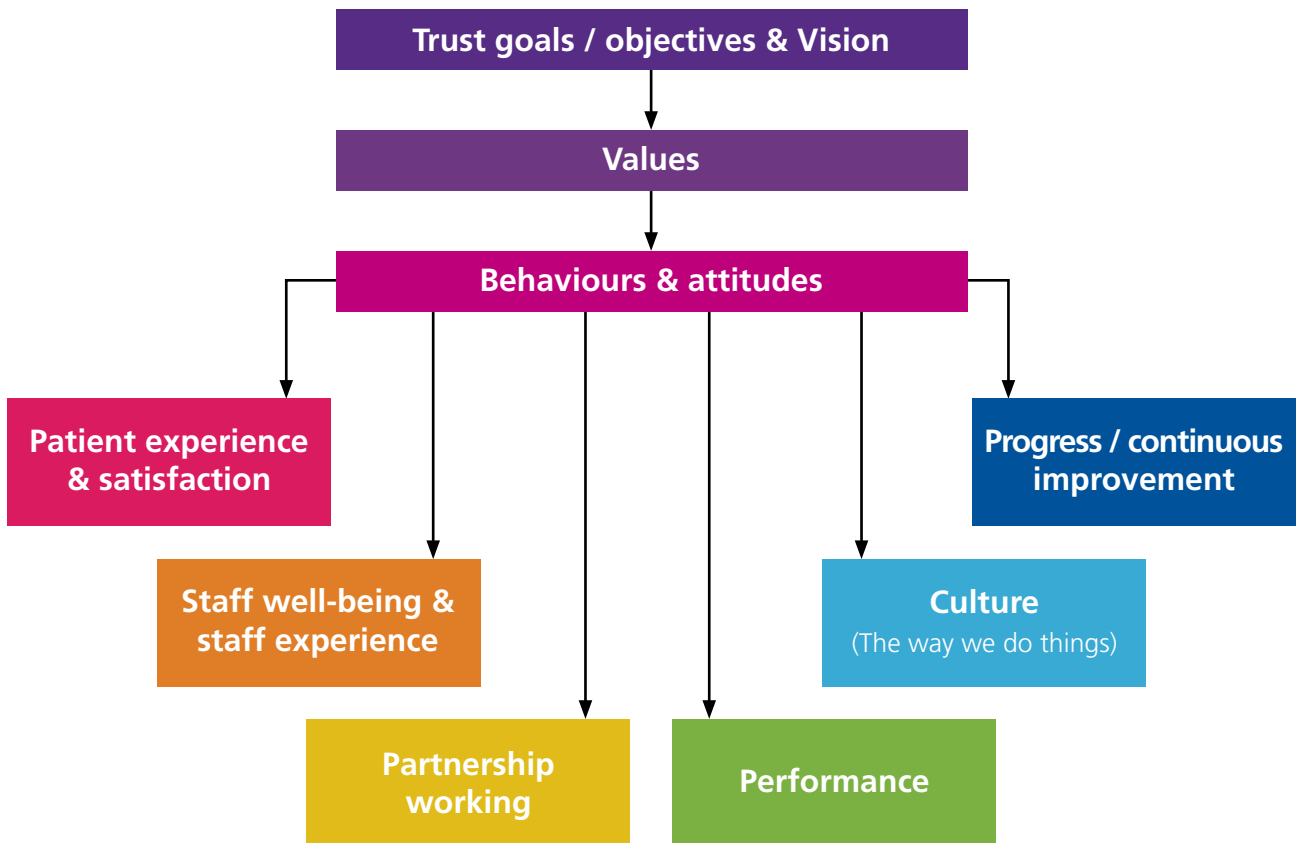 Trust goals / objectives & Vision
Values
Behaviours & attitudes
Patient experience
& satisfaction
Progress / continuous
improvement
Staff well-being &
staff experience
Culture
(The way we do things)
Partnership
working
Performance